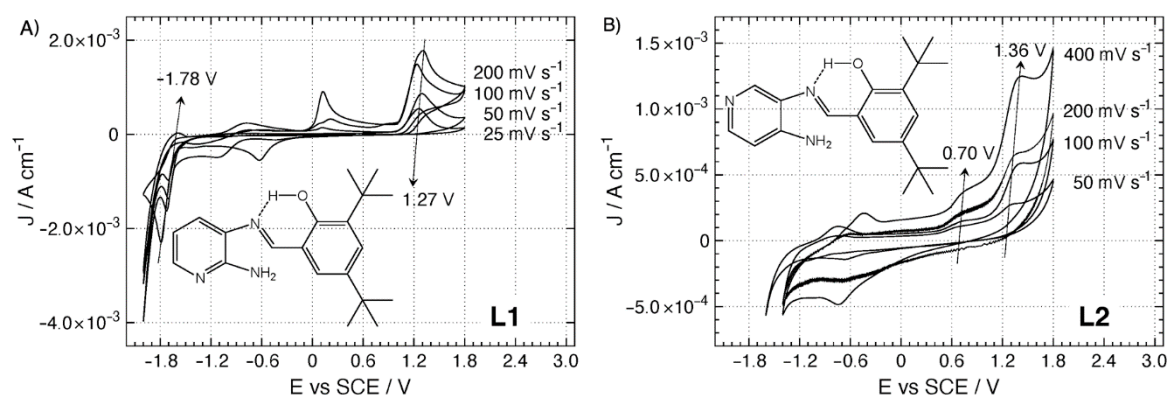 A)
J / A cm⁻¹
2.0×10⁻³
0
−2.0×10⁻³
−4.0×10⁻³
-1.78 V
200 mV s⁻¹
100 mV s⁻¹
50 mV s⁻¹
25 mV s⁻¹
1.27 V
H
O
N
N
NH₂
L1
−1.8 −1.2 −0.6 0 0.6 1.2 1.8 2.4 3.0
E vs SCE / V
B)
J / A cm⁻¹
1.5×10⁻³
1.0×10⁻³
5.0×10⁻⁴
0
−5.0×10⁻⁴
1.36 V
400 mV s⁻¹
200 mV s⁻¹
100 mV s⁻¹
50 mV s⁻¹
0.70 V
H
O
N
N
NH₂
L2
−1.8 −1.2 −0.6 0 0.6 1.2 1.8 2.4 3.0
E vs SCE / V